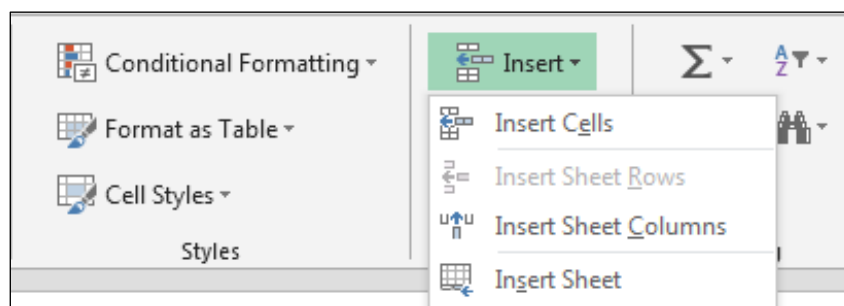 Conditional Formatting
Format as Table
Cell Styles
Styles
Insert
Insert Cells
Insert Sheet Rows
Insert Sheet Columns
Insert Sheet
Σ
A
Z